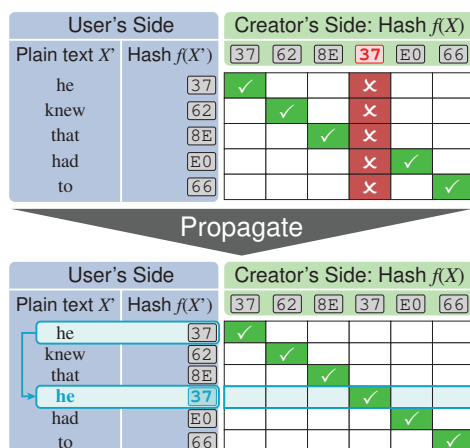 User's Side Creator's Side: Hash f(X)
Plain text X' Hash f(X') 37 62 8E 37 E0 66
he 37 ✓ ✗
knew 62 ✓ ✗
that 8E ✓ ✗
had E0 ✗ ✓
to 66 ✗ ✓
Propagate
User's Side Creator's Side: Hash f(X)
Plain text X' Hash f(X') 37 62 8E 37 E0 66
he 37 ✓
knew 62 ✓
that 8E ✓
he 37 ✓
had E0 ✓
to 66 ✓